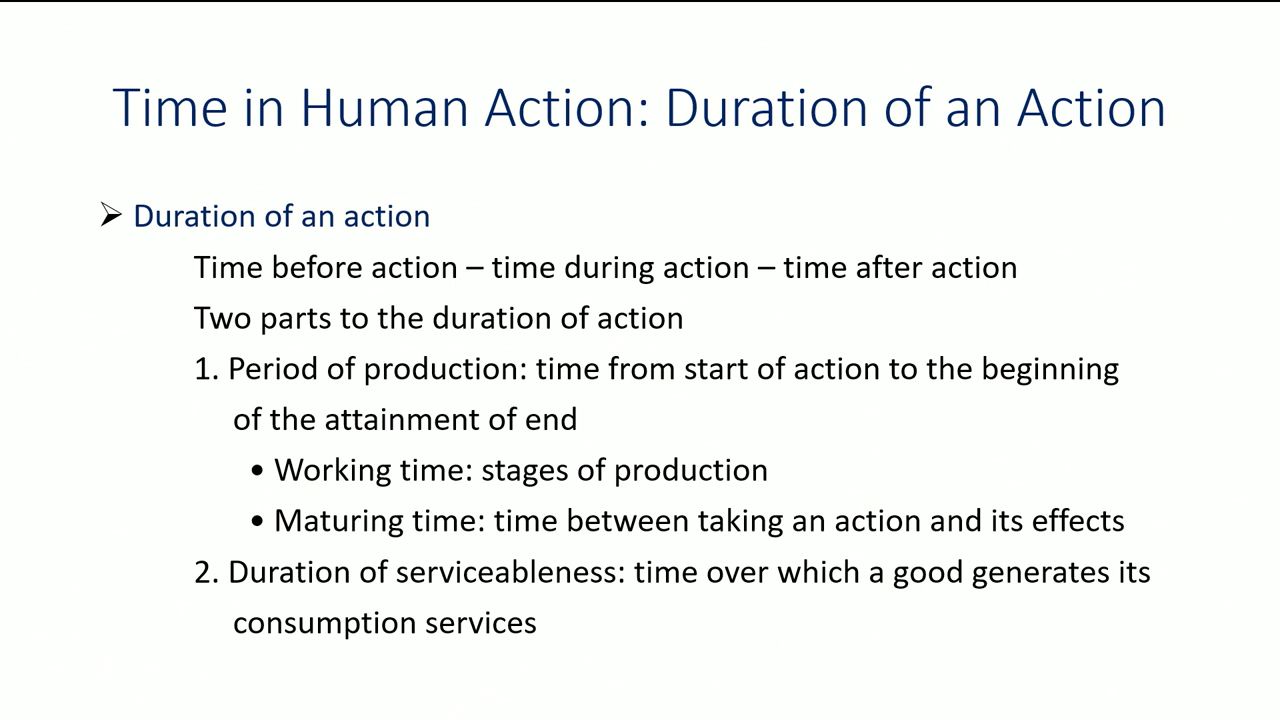 Time in Human Action: Duration of an Action
➢ Duration of an action
Time before action – time during action – time after action
Two parts to the duration of action
1. Period of production: time from start of action to the beginning
of the attainment of end
• Working time: stages of production
• Maturing time: time between taking an action and its effects
2. Duration of serviceableness: time over which a good generates its
consumption services